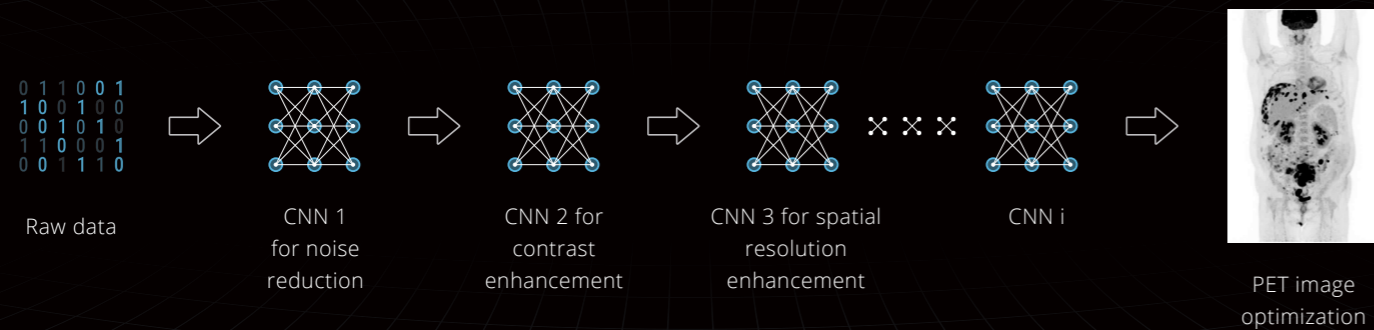 0 1 1 0 0 1
1 0 0 1 0 0
0 0 1 0 1 0
1 1 0 0 0 1
0 0 1 1 1 0
Raw data
CNN 1
for noise
reduction
CNN 2 for
contrast
enhancement
CNN 3 for spatial
resolution
enhancement
CNN i
PET image
optimization